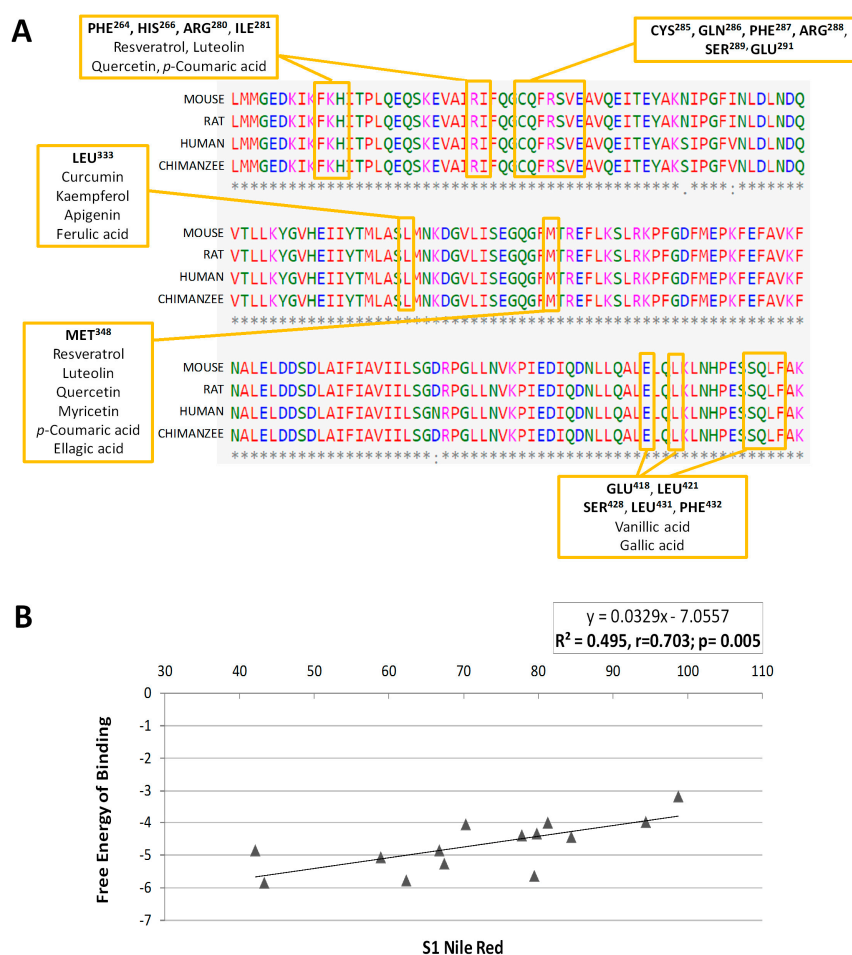 A
PHE264, HIS266, ARG280, ILE281
Resveratrol, Luteolin
Quercetin, p-Coumaric acid
CYS285, GLN286, PHE287, ARG288,
SER289, GLU291
MOUSE LMMGEDKIKFKHITPLQEQSKEVAIRIFQGCQFRSVEAVQEITEYAKNIPGFINLDLNDQ
RAT LMMGEDKIKFKHITPLQEQSKEVAIRIFQGCQFRSVEAVQEITEYAKNIPGFINLDLNDQ
HUMAN LMMGEDKIKFKHITPLQEQSKEVAIRIFQGCQFRSVEAVQEITEYAKSIPGFVNLDLNDQ
CHIMANZEE LMMGEDKIKFKHITPLQEQSKEVAIRIFQGCQFRSVEAVQEITEYAKSIPGFVNLDLNDQ
***********************************************.****:*******
LEU333
Curcumin
Kaempferol
Apigenin
Ferulic acid
MOUSE VTLLKYGVHEIIYTMLASLMNKDGVLISEGQGFMTREFLKSLRKPFGDFMEPKFEFAVKF
RAT VTLLKYGVHEIIYTMLASLMNKDGVLISEGQGFMTREFLKSLRKPFGDFMEPKFEFAVKF
HUMAN VTLLKYGVHEIIYTMLASLMNKDGVLISEGQGFMTREFLKSLRKPFGDFMEPKFEFAVKF
CHIMANZEE VTLLKYGVHEIIYTMLASLMNKDGVLISEGQGFMTREFLKSLRKPFGDFMEPKFEFAVKF
************************************************************
MET348
Resveratrol
Luteolin
Quercetin
Myricetin
p-Coumaric acid
Ellagic acid
MOUSE NALELDDSDLAIFIAVIILSGDRPGLLNVKPIEDIQDNLLQALELQLKLNHPESSQLFAK
RAT NALELDDSDLAIFIAVIILSGDRPGLLNVKPIEDIQDNLLQALELQLKLNHPESSQLFAK
HUMAN NALELDDSDLAIFIAVIILSGNRPGLLNVKPIEDIQDNLLQALELQLKLNHPESSQLFAK
CHIMANZEE NALELDDSDLAIFIAVIILSGDRPGLLNVKPIEDIQDNLLQALELQLKLNHPESSQLFAK
*********************:**************************************
GLU418, LEU421
SER428, LEU431, PHE432
Vanillic acid
Gallic acid
B
y = 0.0329x - 7.0557
R² = 0.495, r=0.703; p= 0.005
30 40 50 60 70 80 90 100 110
0
-1
-2
-3
-4
-5
-6
-7
Free Energy of Binding
S1 Nile Red